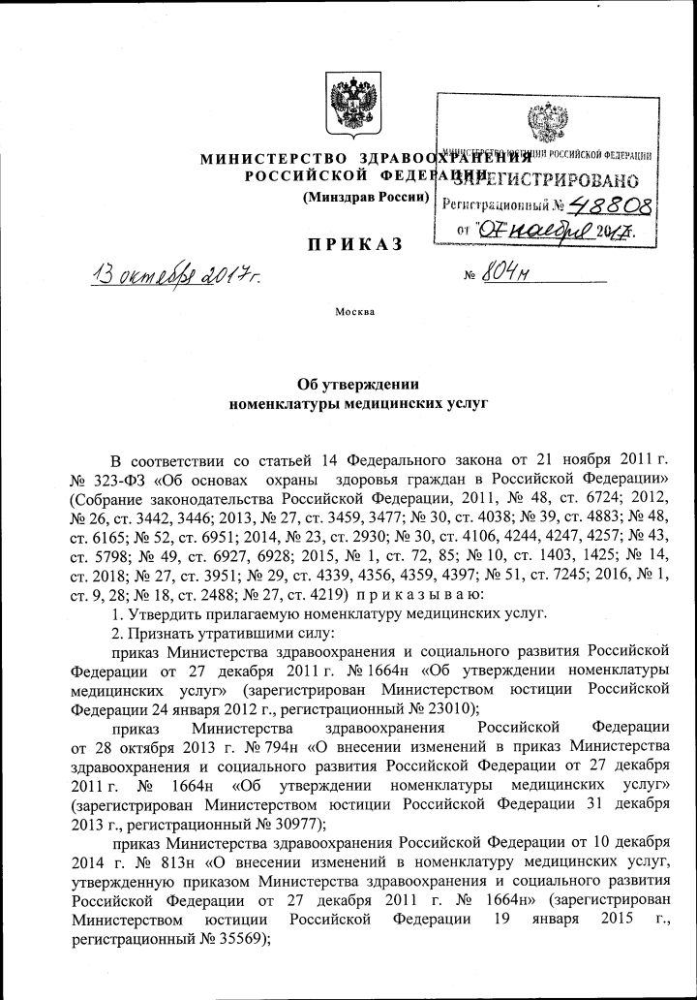 МИНИСТЕРСТВО ЗДРАВООХРАНЕНИЯ
РОССИЙСКОЙ ФЕДЕРАЦИИ
(Минздрав России)
МИНИСТЕРСТВО ЮСТИЦИИ РОССИЙСКОЙ ФЕДЕРАЦИИ
ЗАРЕГИСТРИРОВАНО
Регистрационный № 48808
от "07" ноября 2017г.
ПРИКАЗ
13 октября 2017г.
№ 804н
Москва
Об утверждении
номенклатуры медицинских услуг
В соответствии со статьей 14 Федерального закона от 21 ноября 2011 г.
№ 323-ФЗ «Об основах охраны здоровья граждан в Российской Федерации»
(Собрание законодательства Российской Федерации, 2011, № 48, ст. 6724; 2012,
№ 26, ст. 3442, 3446; 2013, № 27, ст. 3459, 3477; № 30, ст. 4038; № 39, ст. 4883; № 48,
ст. 6165; № 52, ст. 6951; 2014, № 23, ст. 2930; № 30, ст. 4106, 4244, 4247, 4257; № 43,
ст. 5798; № 49, ст. 6927, 6928; 2015, № 1, ст. 72, 85; № 10, ст. 1403, 1425; № 14,
ст. 2018; № 27, ст. 3951; № 29, ст. 4339, 4356, 4359, 4397; № 51, ст. 7245; 2016, № 1,
ст. 9, 28; № 18, ст. 2488; № 27, ст. 4219) п р и к а з ы в а ю:
1. Утвердить прилагаемую номенклатуру медицинских услуг.
2. Признать утратившими силу:
приказ Министерства здравоохранения и социального развития Российской
Федерации от 27 декабря 2011 г. № 1664н «Об утверждении номенклатуры
медицинских услуг» (зарегистрирован Министерством юстиции Российской
Федерации 24 января 2012 г., регистрационный № 23010);
приказ Министерства здравоохранения Российской Федерации
от 28 октября 2013 г. № 794н «О внесении изменений в приказ Министерства
здравоохранения и социального развития Российской Федерации от 27 декабря
2011 г. № 1664н «Об утверждении номенклатуры медицинских услуг»
(зарегистрирован Министерством юстиции Российской Федерации 31 декабря
2013 г., регистрационный № 30977);
приказ Министерства здравоохранения Российской Федерации от 10 декабря
2014 г. № 813н «О внесении изменений в номенклатуру медицинских услуг,
утвержденную приказом Министерства здравоохранения и социального развития
Российской Федерации от 27 декабря 2011 г. № 1664н» (зарегистрирован
Министерством юстиции Российской Федерации 19 января 2015 г.,
регистрационный № 35569);